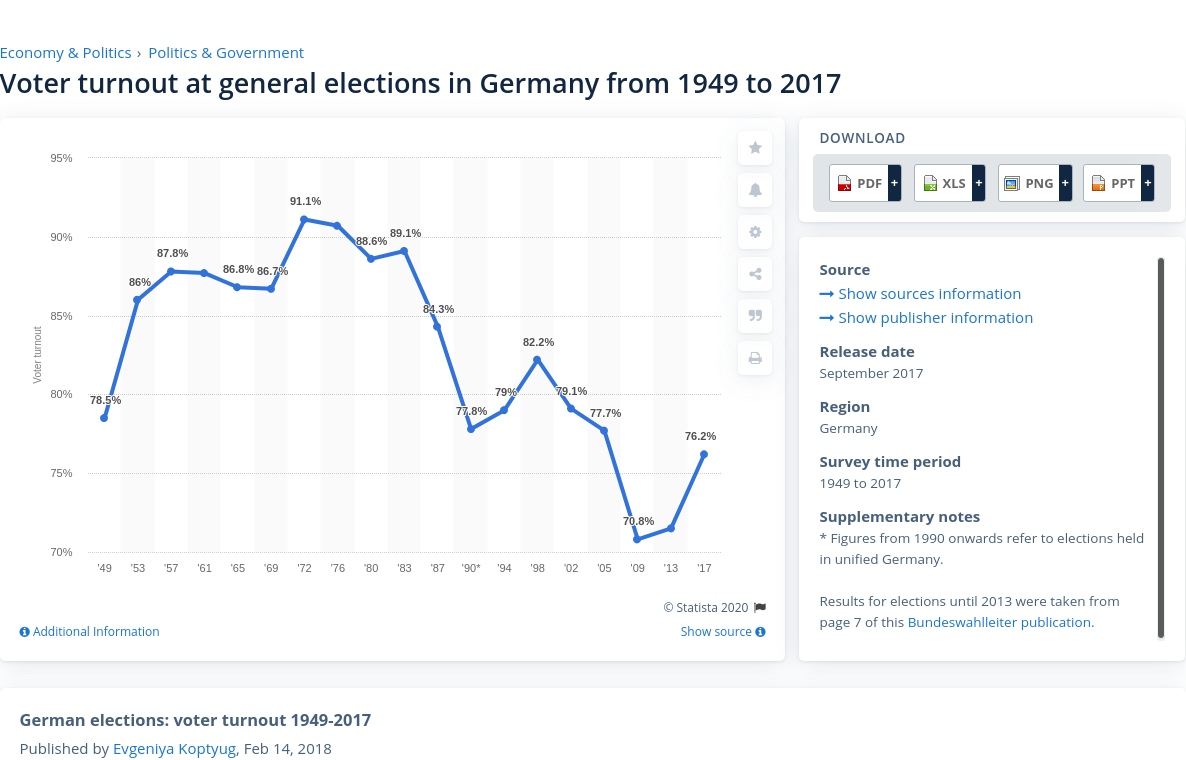 Economy & Politics › Politics & Government
Voter turnout at general elections in Germany from 1949 to 2017
95%
90%
85%
80%
75%
70%
Voter turnout
78.5%
86%
87.8%
86.8%
86.7%
91.1%
88.6%
89.1%
84.3%
77.8%
79%
82.2%
79.1%
77.7%
70.8%
76.2%
'49 '53 '57 '61 '65 '69 '72 '76 '80 '83 '87 '90* '94 '98 '02 '05 '09 '13 '17
© Statista 2020
Additional Information
Show source
DOWNLOAD
PDF + XLS + PNG + PPT +
Source
Show sources information
Show publisher information
Release date
September 2017
Region
Germany
Survey time period
1949 to 2017
Supplementary notes
* Figures from 1990 onwards refer to elections held
in unified Germany.
Results for elections until 2013 were taken from
page 7 of this Bundeswahlleiter publication.
German elections: voter turnout 1949-2017
Published by Evgeniya Koptyug, Feb 14, 2018